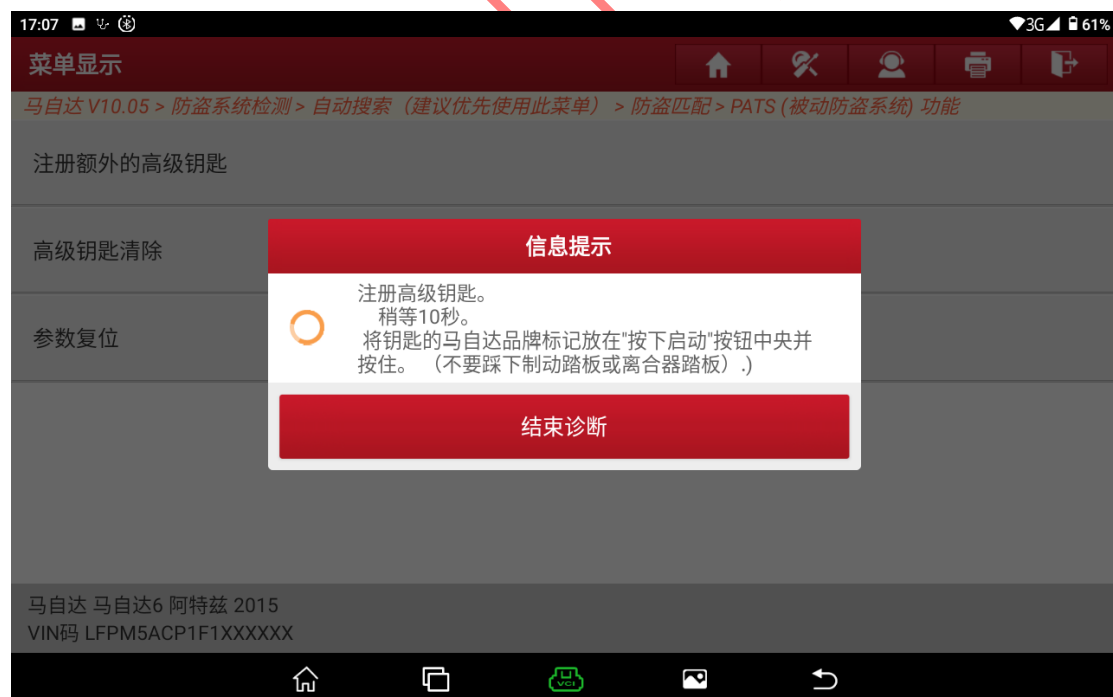 17:07
3G 61%
菜单显示
马自达 V10.05 > 防盗系统检测 > 自动搜索（建议优先使用此菜单） > 防盗匹配 > PATS (被动防盗系统) 功能
注册额外的高级钥匙
高级钥匙清除
参数复位
信息提示
注册高级钥匙。
稍等10秒。
将钥匙的马自达品牌标记放在"按下启动"按钮中央并
按住。 （不要踩下制动踏板或离合器踏板）.)
结束诊断
马自达 马自达6 阿特兹 2015
VIN码 LFPM5ACP1F1XXXXXX
VCI